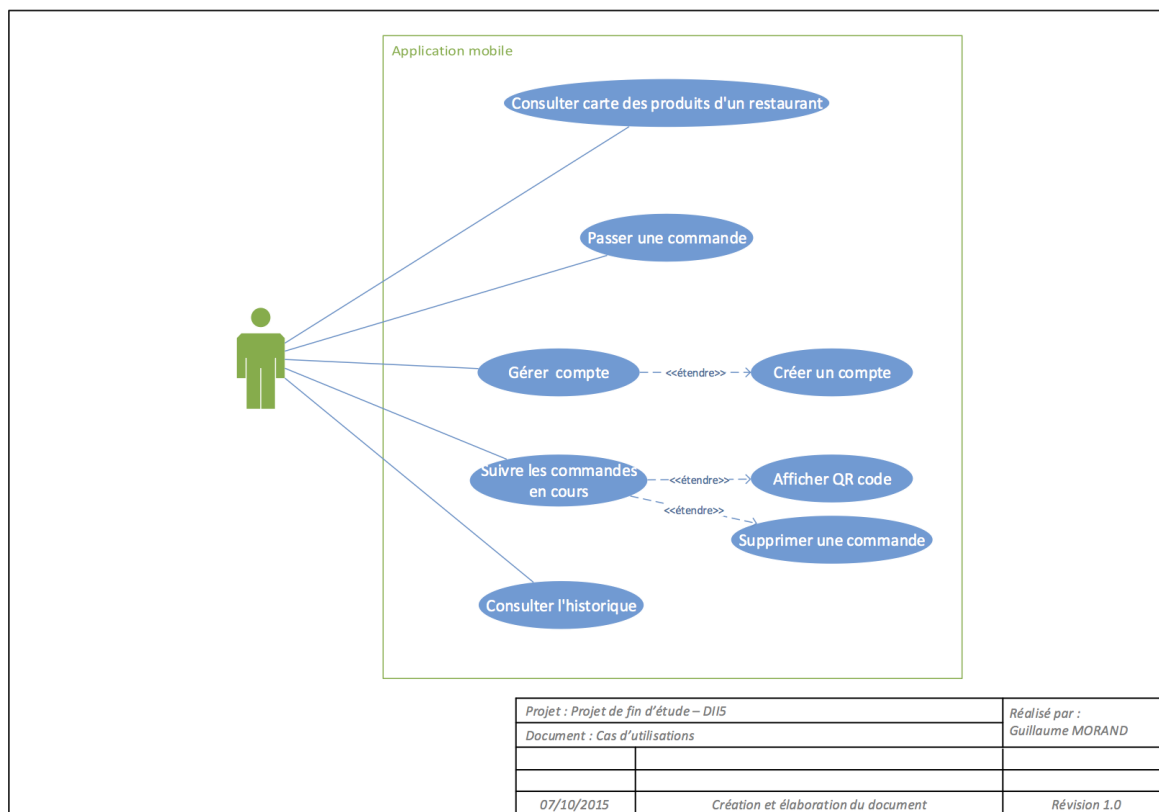 Application mobile
Consulter carte des produits d'un restaurant
Passer une commande
Gérer compte
<<étendre>>
Créer un compte
Suivre les commandes
en cours
<<étendre>>
Afficher QR code
<<étendre>>
Supprimer une commande
Consulter l'historique
Projet : Projet de fin d'étude – DII5
Réalisé par :
Guillaume MORAND
Document : Cas d'utilisations
07/10/2015
Création et élaboration du document
Révision 1.0